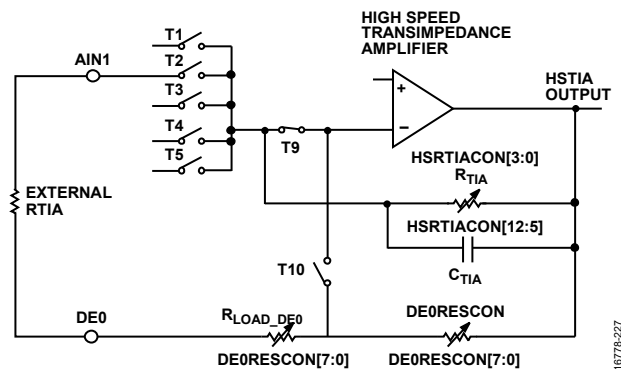 HIGH SPEED
TRANSIMPEDANCE
AMPLIFIER
T1
AIN1
T2
T3
T4
T5
+
–
HSTIA
OUTPUT
T9
HSRTIACON[3:0]
RTIA
EXTERNAL
RTIA
HSRTIACON[12:5]
CTIA
T10
DE0
RLOAD_DE0
DE0RESCON
DE0RESCON[7:0]
DE0RESCON[7:0]
16778-227